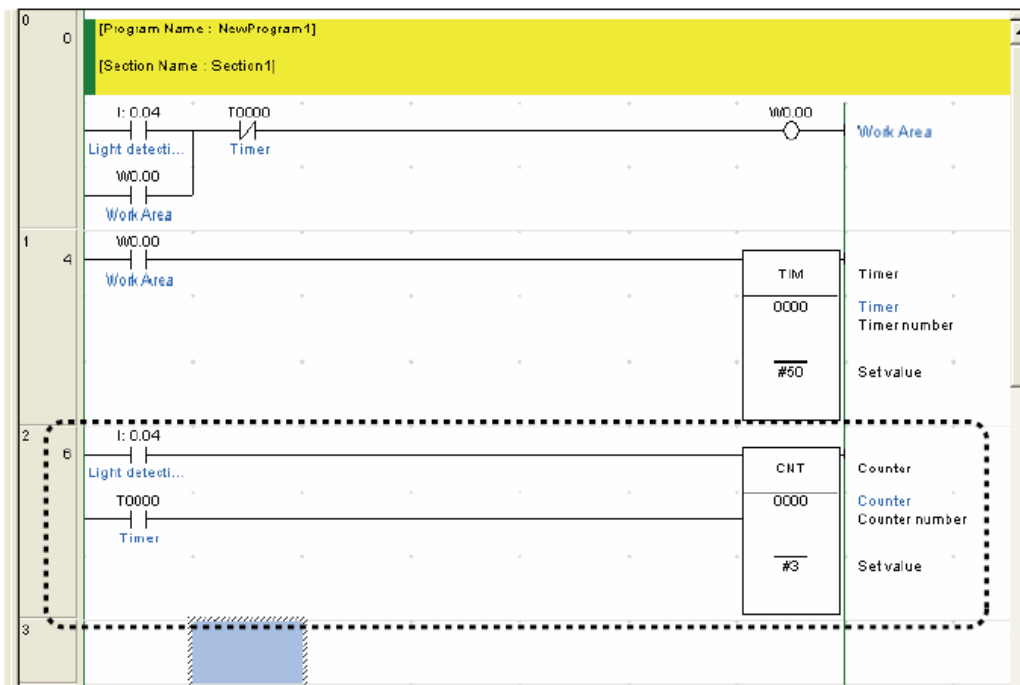 0
0
[Program Name : NewProgram1]
[Section Name : Section1]
I: 0.04
T0000
W0.00
Work Area
Light detecti...
Timer
W0.00
Work Area
1
4
W0.00
Work Area
TIM
Timer
0000
Timer
Timer number
#50
Set value
2
6
I: 0.04
Light detecti...
CNT
Counter
T0000
0000
Counter
Counter number
Timer
#3
Set value
3